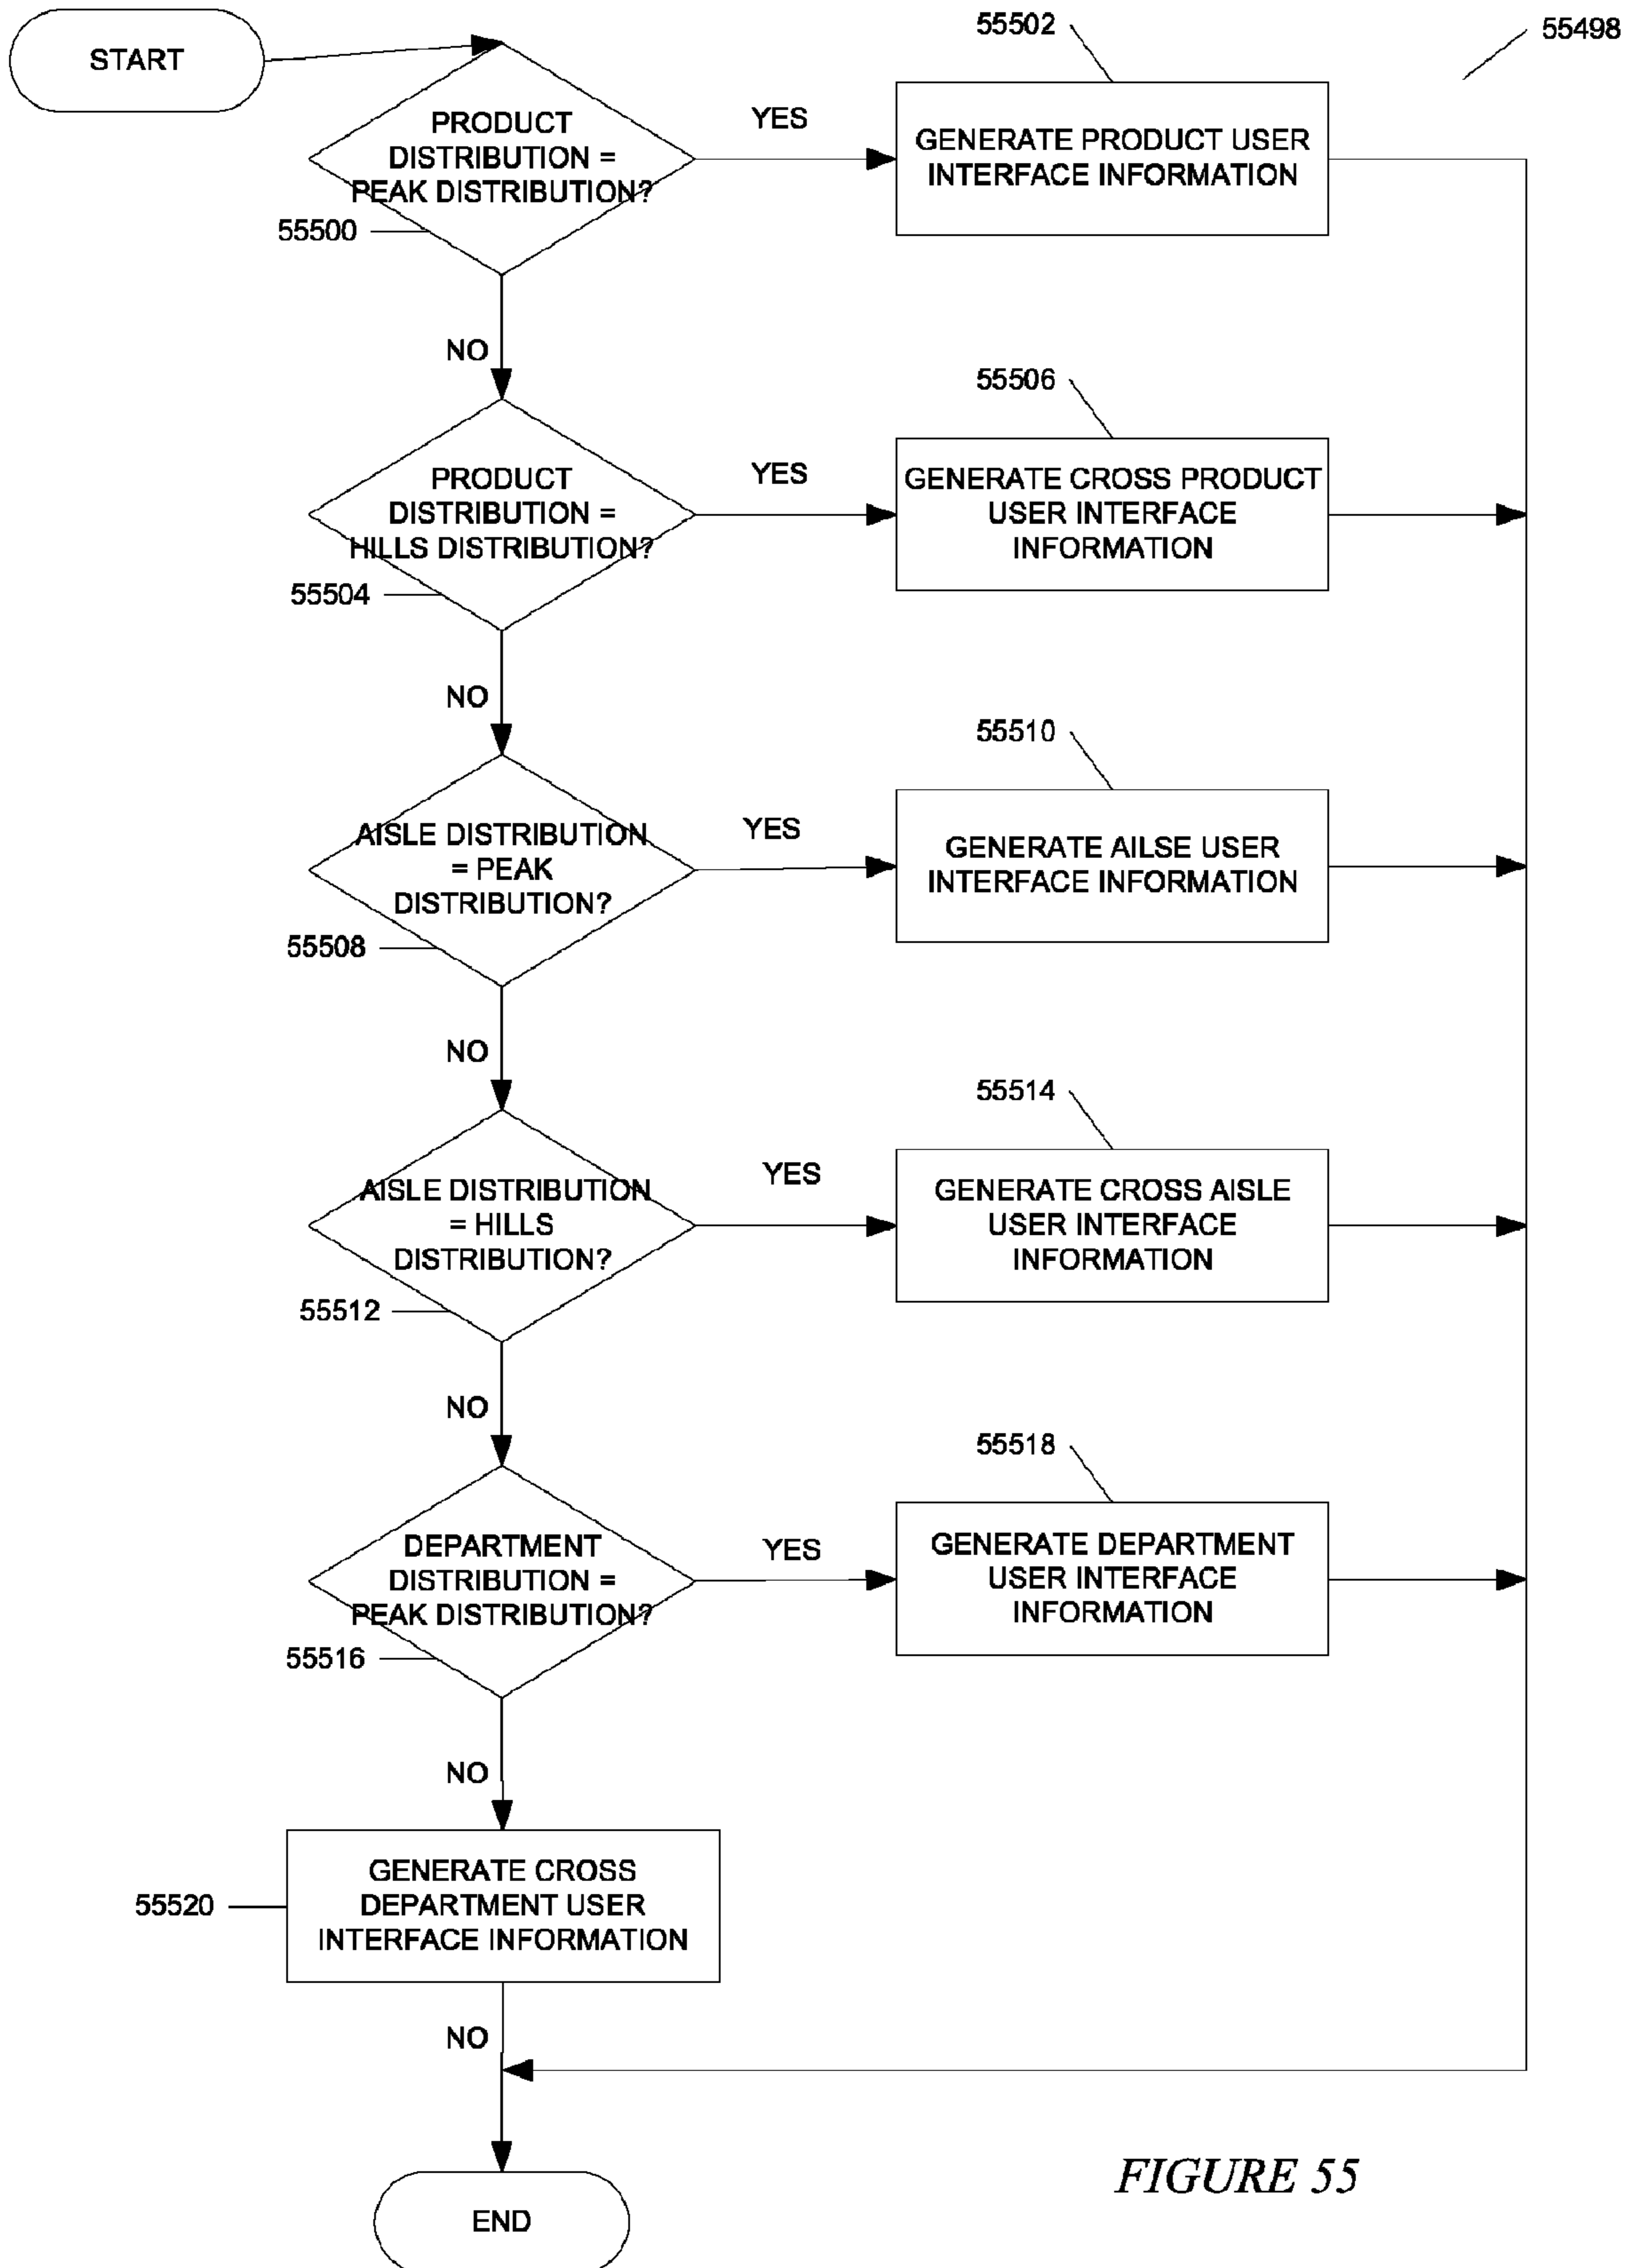 START
55502
55498
PRODUCT
DISTRIBUTION =
PEAK DISTRIBUTION?
YES
GENERATE PRODUCT USER
INTERFACE INFORMATION
55500
NO
55506
PRODUCT
DISTRIBUTION =
HILLS DISTRIBUTION?
YES
GENERATE CROSS PRODUCT
USER INTERFACE
INFORMATION
55504
NO
55510
AISLE DISTRIBUTION
= PEAK
DISTRIBUTION?
YES
GENERATE AILSE USER
INTERFACE INFORMATION
55508
NO
55514
AISLE DISTRIBUTION
= HILLS
DISTRIBUTION?
YES
GENERATE CROSS AISLE
USER INTERFACE
INFORMATION
55512
NO
55518
DEPARTMENT
DISTRIBUTION =
PEAK DISTRIBUTION?
YES
GENERATE DEPARTMENT
USER INTERFACE
INFORMATION
55516
NO
GENERATE CROSS
DEPARTMENT USER
INTERFACE INFORMATION
55520
NO
END
FIGURE 55